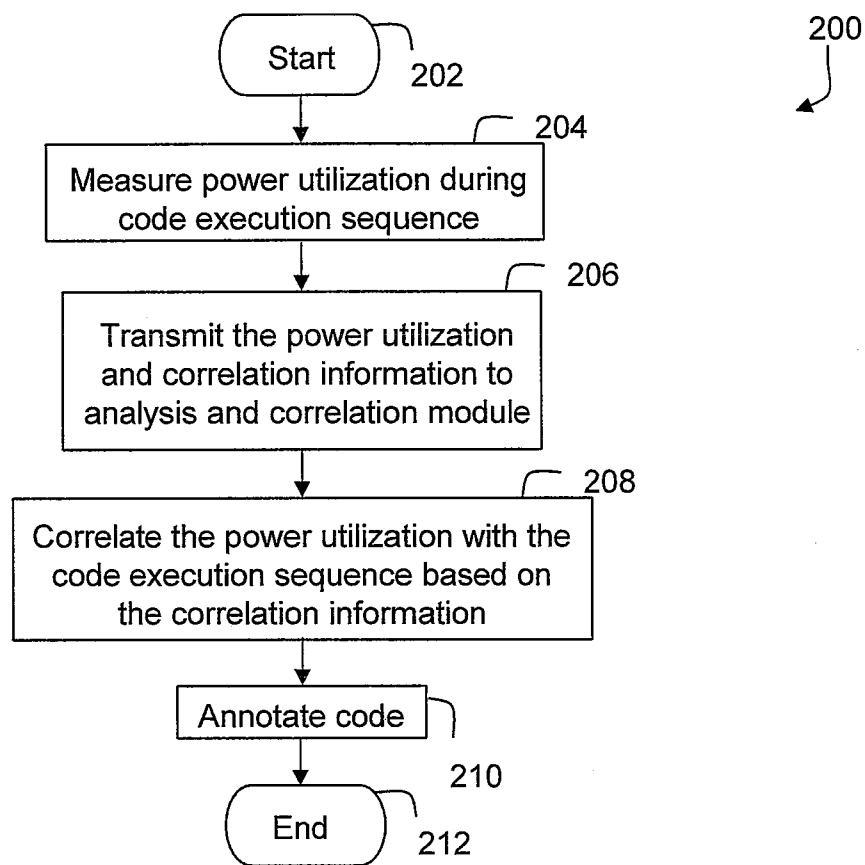 200
Start
202
204
Measure power utilization during
code execution sequence
206
Transmit the power utilization
and correlation information to
analysis and correlation module
208
Correlate the power utilization with the
code execution sequence based on
the correlation information
Annotate code
210
End
212